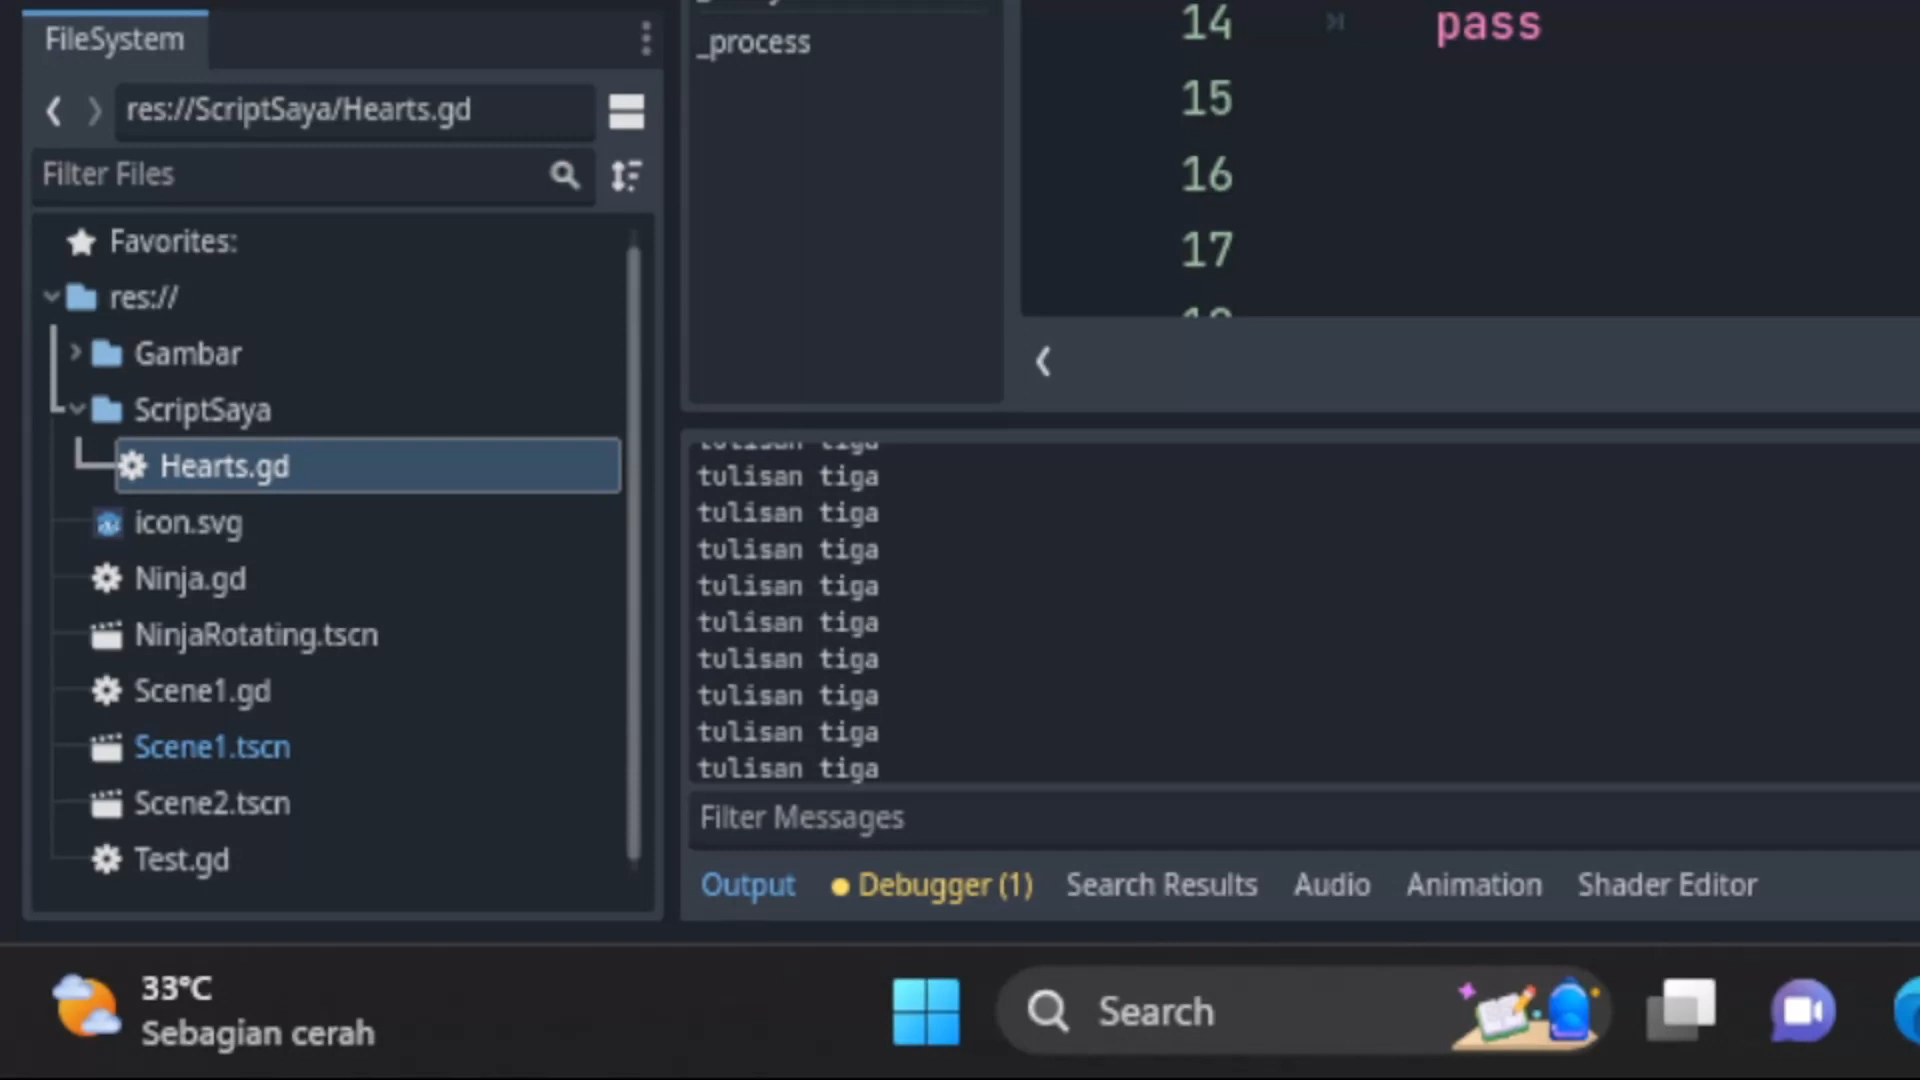 FileSystem
res://ScriptSaya/Hearts.gd
Filter Files
Favorites:
res://
Gambar
ScriptSaya
Hearts.gd
icon.svg
Ninja.gd
NinjaRotating.tscn
Scene1.gd
Scene1.tscn
Scene2.tscn
Test.gd
_process
14 pass
15
16
17
tulisan tiga
tulisan tiga
tulisan tiga
tulisan tiga
tulisan tiga
tulisan tiga
tulisan tiga
tulisan tiga
tulisan tiga
tulisan tiga
Filter Messages
Output Debugger (1) Search Results Audio Animation Shader Editor
33°C
Sebagian cerah
Search